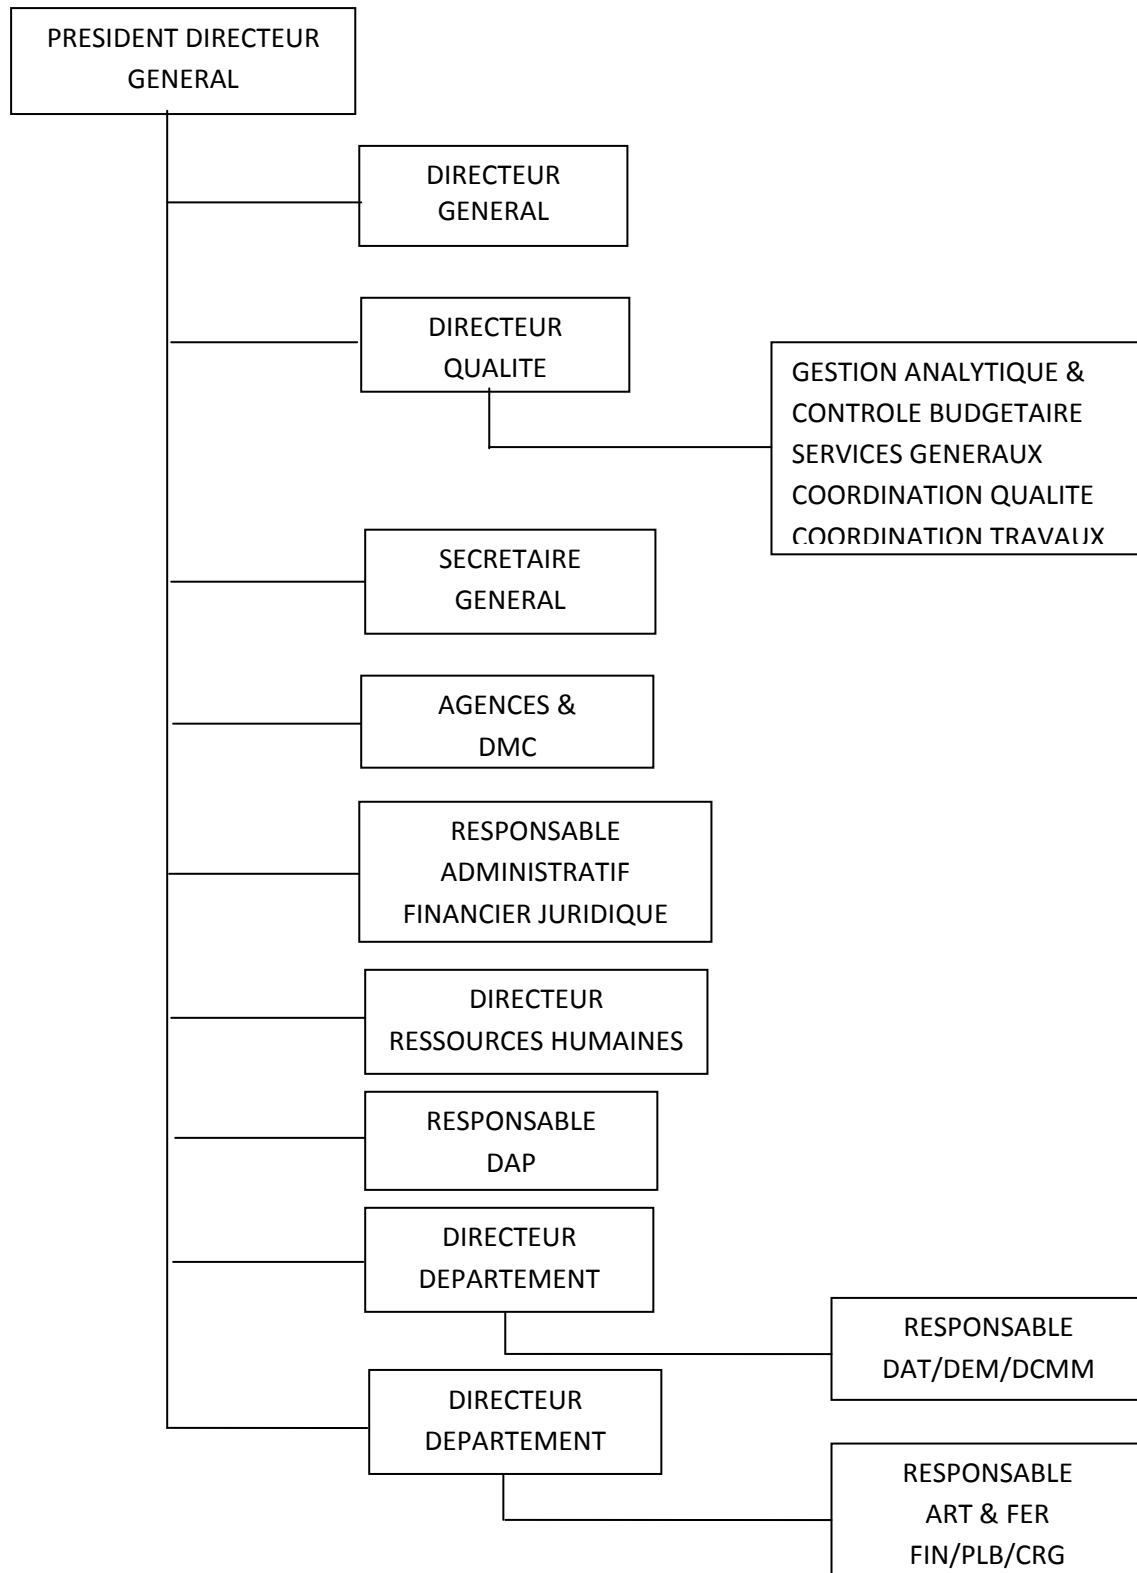 PRESIDENT DIRECTEUR
GENERAL
DIRECTEUR
GENERAL
DIRECTEUR
QUALITE
GESTION ANALYTIQUE &
CONTROLE BUDGETAIRE
SERVICES GENERAUX
COORDINATION QUALITE
COORDINATION TRAVAUX
SECRETAIRE
GENERAL
AGENCES &
DMC
RESPONSABLE
ADMINISTRATIF
FINANCIER JURIDIQUE
DIRECTEUR
RESSOURCES HUMAINES
RESPONSABLE
DAP
DIRECTEUR
DEPARTEMENT
RESPONSABLE
DAT/DEM/DCMM
DIRECTEUR
DEPARTEMENT
RESPONSABLE
ART & FER
FIN/PLB/CRG